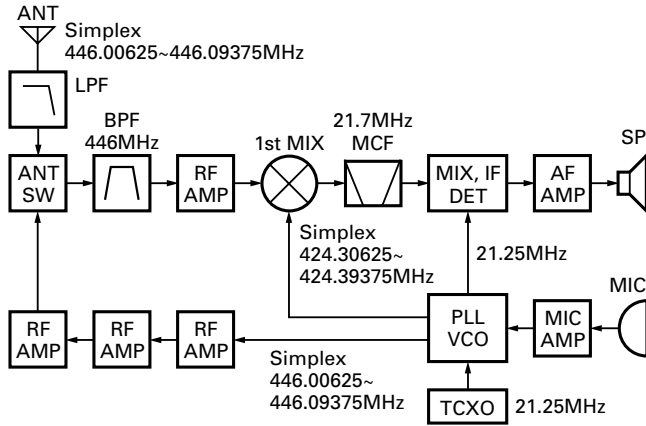 ANT
Simplex
446.00625~446.09375MHz
LPF
BPF
446MHz
1st MIX
21.7MHz
MCF
SP
ANT
SW
RF
AMP
MIX, IF
DET
AF
AMP
Simplex
424.30625~
424.39375MHz
21.25MHz
MIC
RF
AMP
RF
AMP
RF
AMP
PLL
VCO
MIC
AMP
Simplex
446.00625~
446.09375MHz
TCXO
21.25MHz